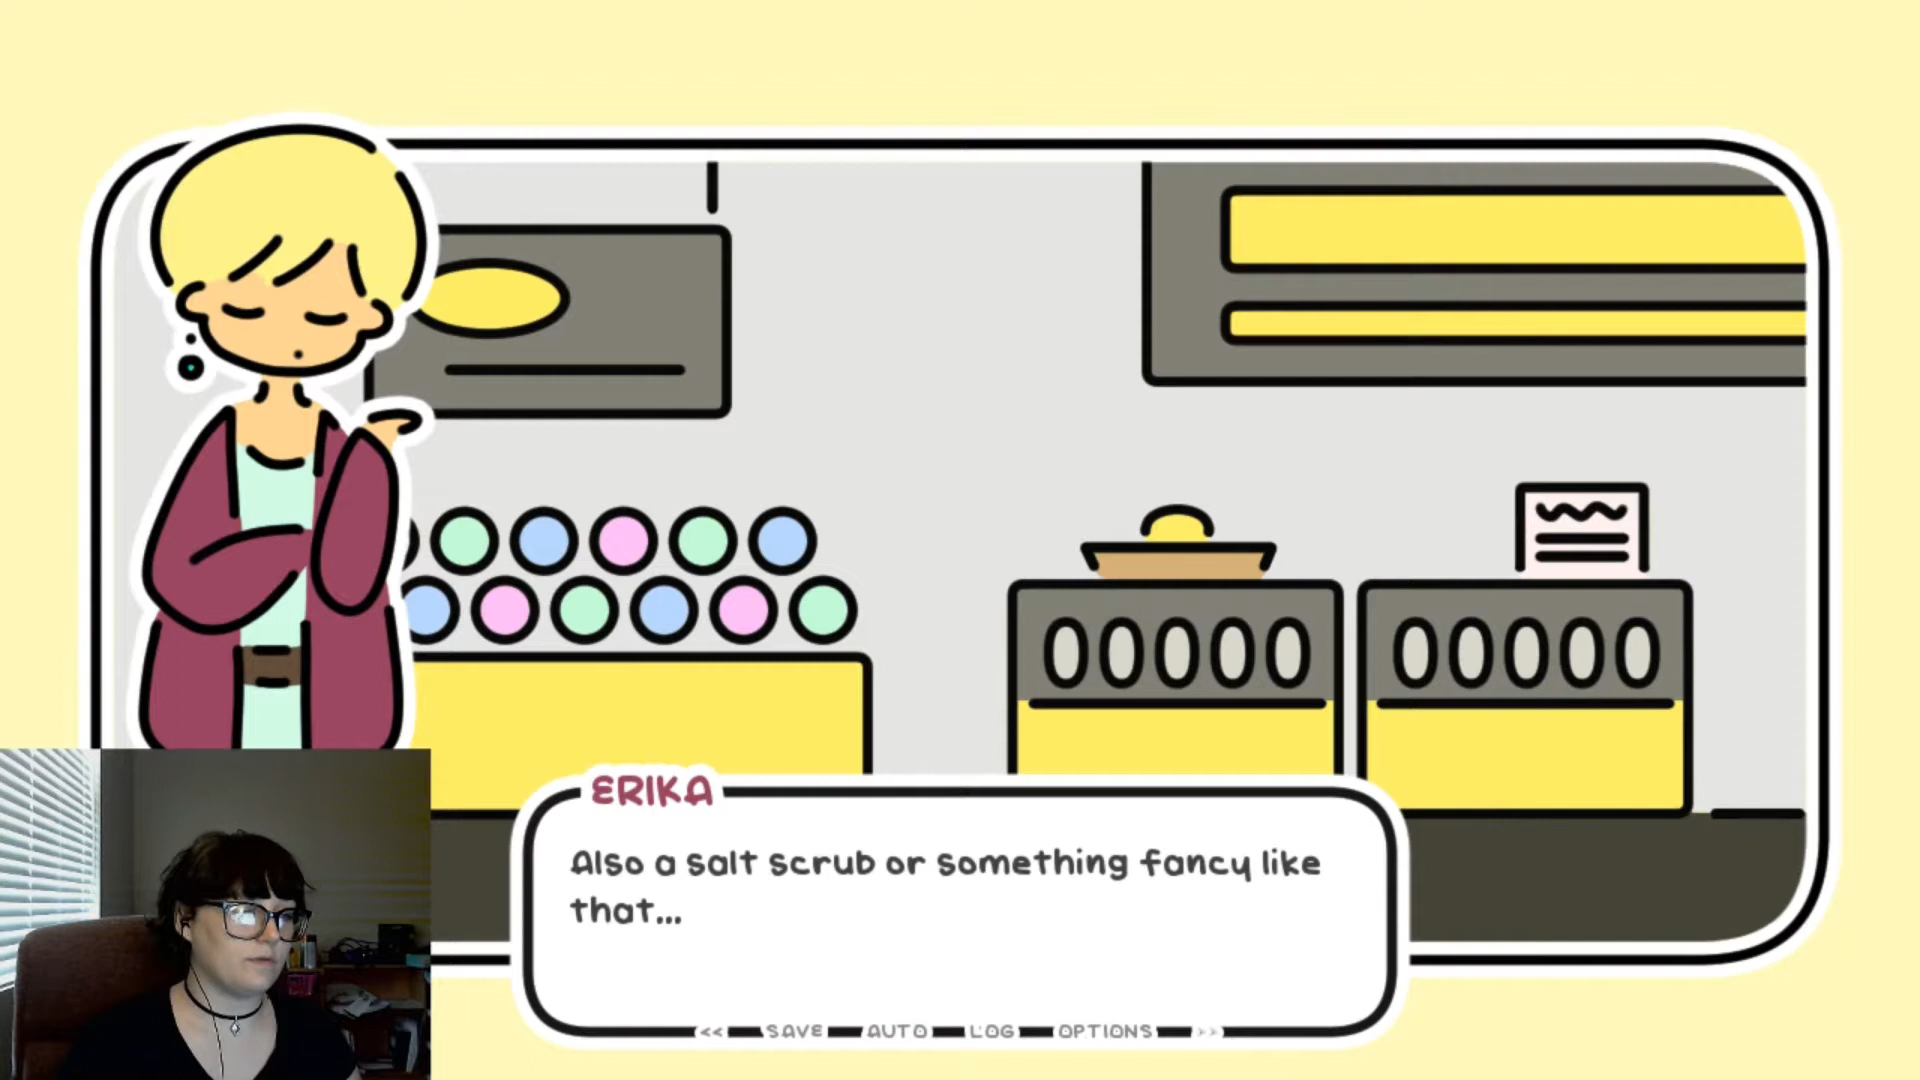 ERIKA
Also a salt scrub or something fancy like
that...
<< SAVE AUTO LOG OPTIONS >>